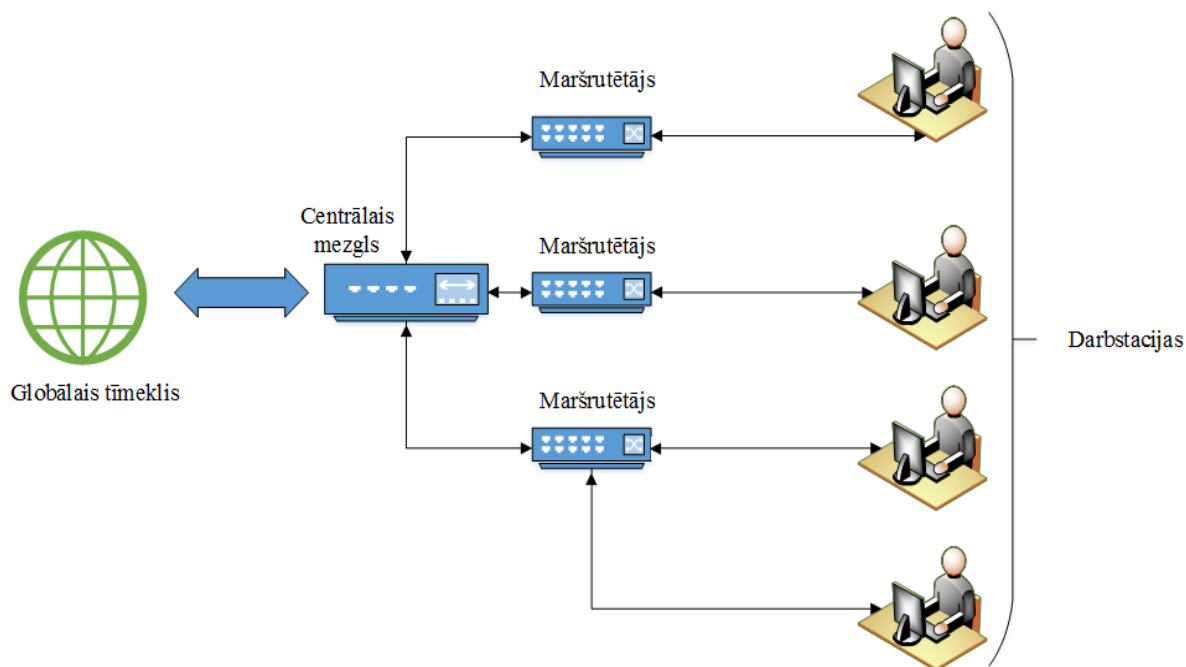 Maršrutētājs
Centrālais
mezgls
Maršrutētājs
Darbstacijas
Globālais tīmeklis
Maršrutētājs